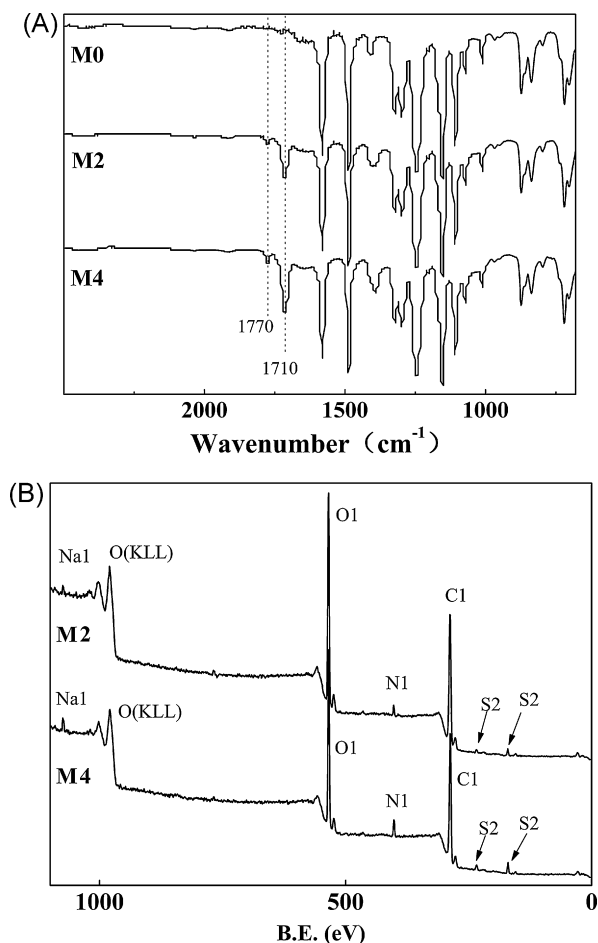 (A)
M0
M2
M4
1770
1710
2000 1500 1000
Wavenumber (cm-1)
(B)
O1
Na1 O(KLL)
C1
M2
N1
S2 S2
Na1
O(KLL)
O1
M4
C1
N1
S2
S2
1000 500 0
B.E. (eV)